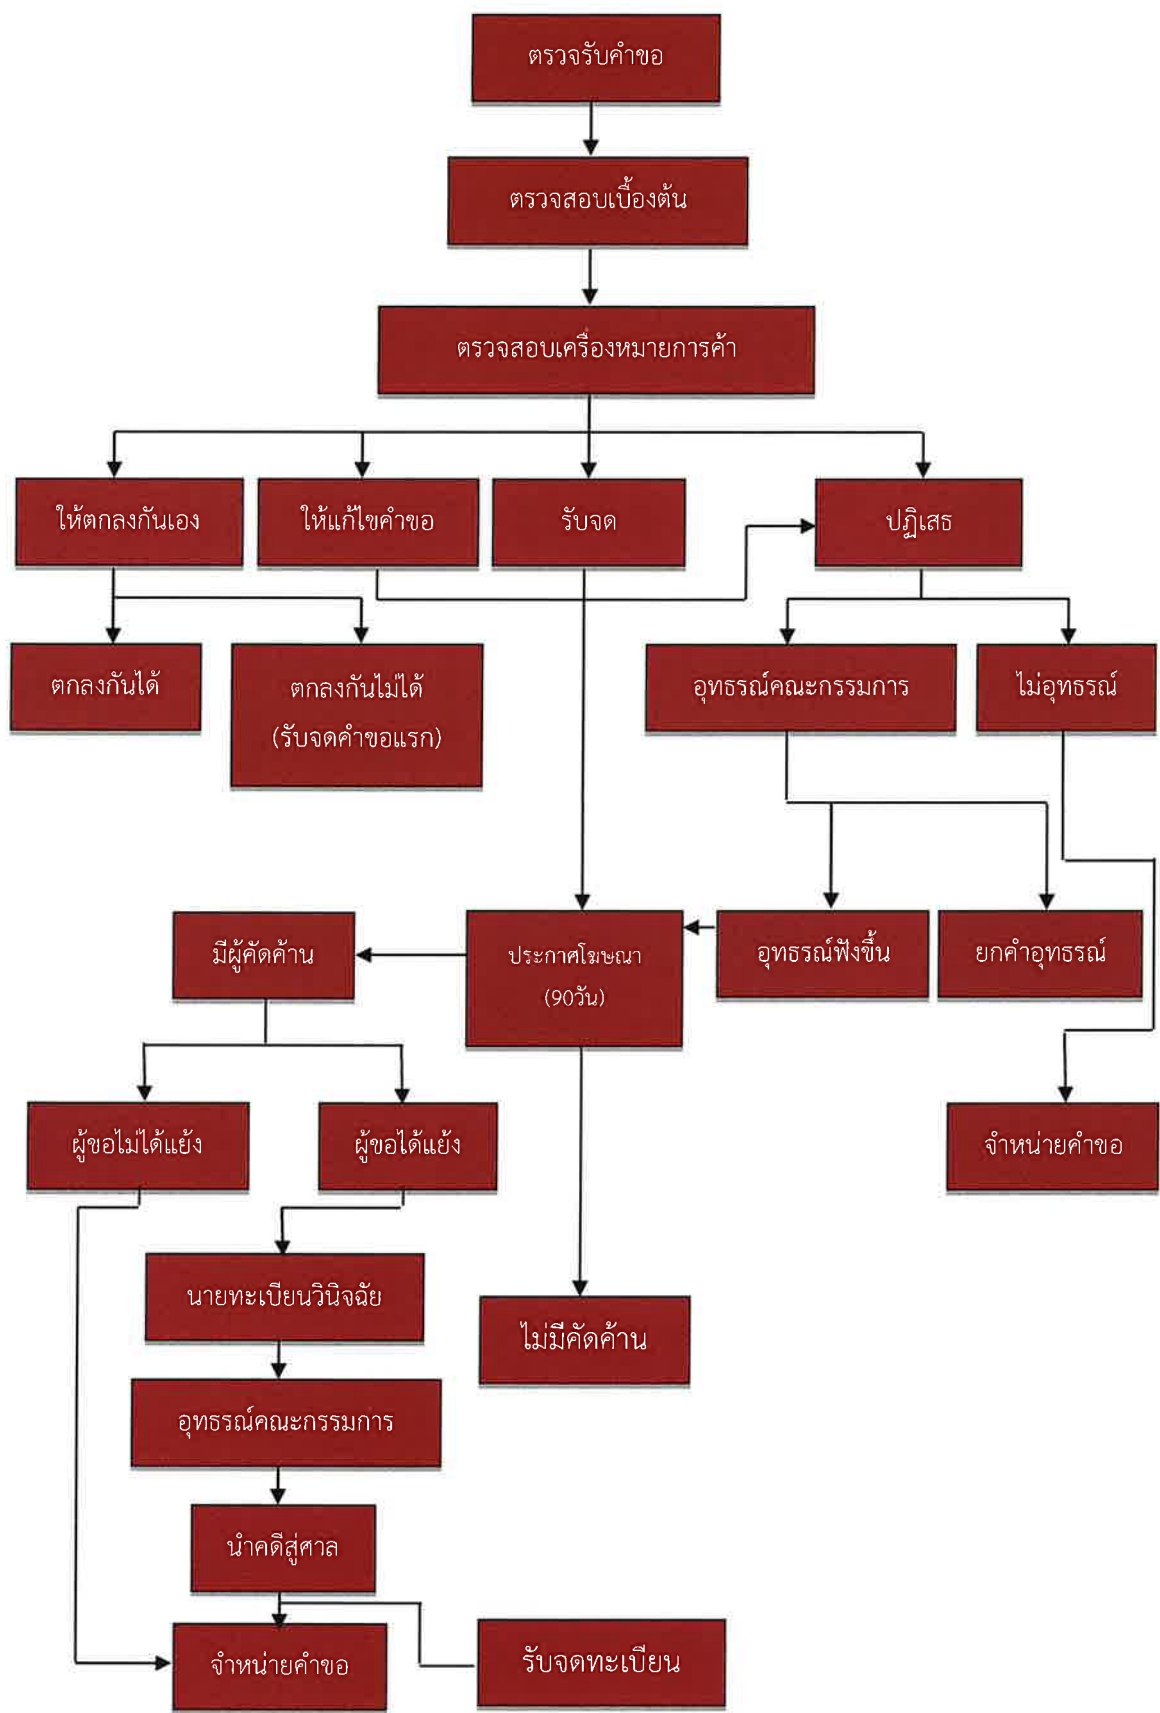 ตรวจรับคำขอ
ตรวจสอบเบื้องต้น
ตรวจสอบเครื่องหมายการค้า
ให้ตกลงกันเอง
ให้แก้ไขคำขอ
รับจด
ปฏิเสธ
ตกลงกันได้
ตกลงกันไม่ได้
(รับจดคำขอแรก)
อุทธรณ์คณะกรรมการ
ไม่อุทธรณ์
มีผู้คัดค้าน
ประกาศโฆษณา
(90วัน)
อุทธรณ์ฟังขึ้น
ยกคำอุทธรณ์
ผู้ขอไม่ได้แย้ง
ผู้ขอได้แย้ง
จำหน่ายคำขอ
นายทะเบียนวินิจฉัย
ไม่มีคัดค้าน
อุทธรณ์คณะกรรมการ
นำคดีสู่ศาล
จำหน่ายคำขอ
รับจดทะเบียน